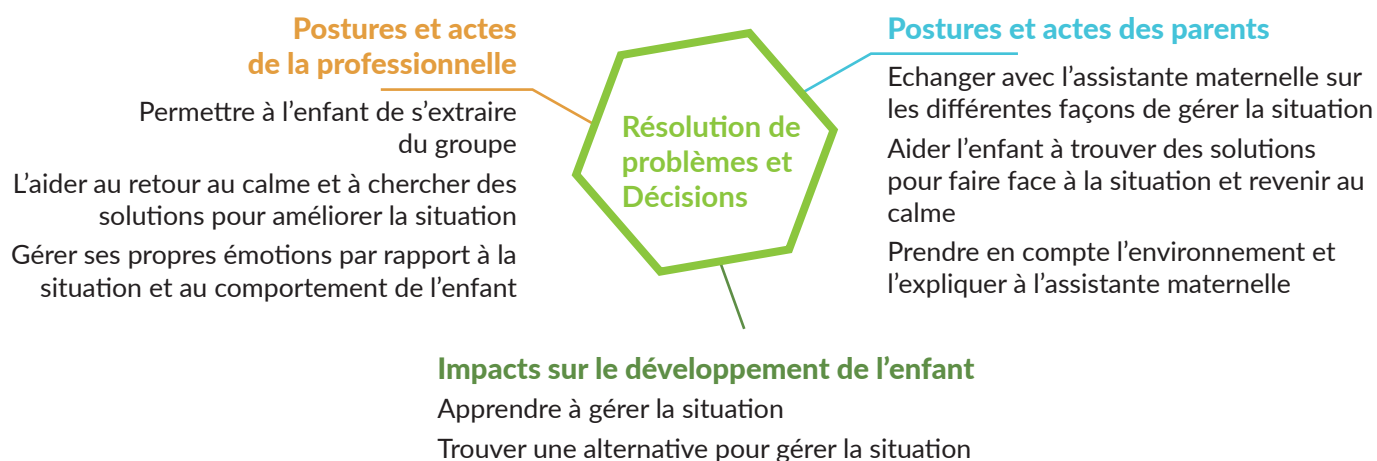 Postures et actes
de la professionnelle
Permettre à l'enfant de s'extraire
du groupe
L'aider au retour au calme et à chercher des
solutions pour améliorer la situation
Gérer ses propres émotions par rapport à la
situation et au comportement de l'enfant
Résolution de
problèmes et
Décisions
Postures et actes des parents
Echanger avec l'assistante maternelle sur
les différentes façons de gérer la situation
Aider l'enfant à trouver des solutions
pour faire face à la situation et revenir au
calme
Prendre en compte l'environnement et
l'expliquer à l'assistante maternelle
Impacts sur le développement de l'enfant
Apprendre à gérer la situation
Trouver une alternative pour gérer la situation